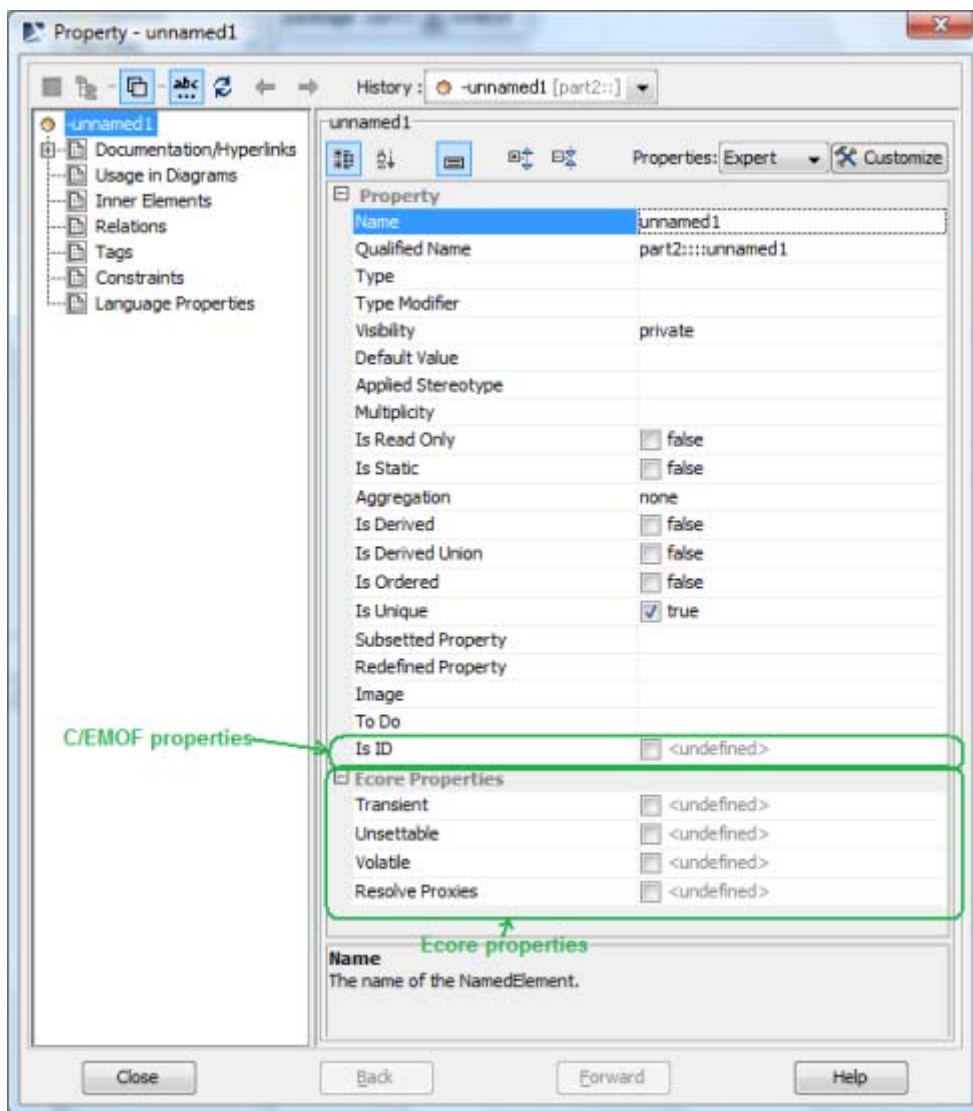 Property - unnamed1
History : -unnamed1 [part2::]
-unnamed1
Documentation/Hyperlinks
Usage in Diagrams
Inner Elements
Relations
Tags
Constraints
Language Properties
unnamed1
Properties: Expert Customize
Property
Name unnamed1
Qualified Name part2::::unnamed1
Type
Type Modifier
Visibility private
Default Value
Applied Stereotype
Multiplicity
Is Read Only false
Is Static false
Aggregation none
Is Derived false
Is Derived Union false
Is Ordered false
Is Unique true
Subsetted Property
Redefined Property
Image
To Do
C/EMOF properties
Is ID <undefined>
Ecore Properties
Transient <undefined>
Unsettable <undefined>
Volatile <undefined>
Resolve Proxies <undefined>
Ecore properties
Name
The name of the NamedElement.
Close Back Forward Help